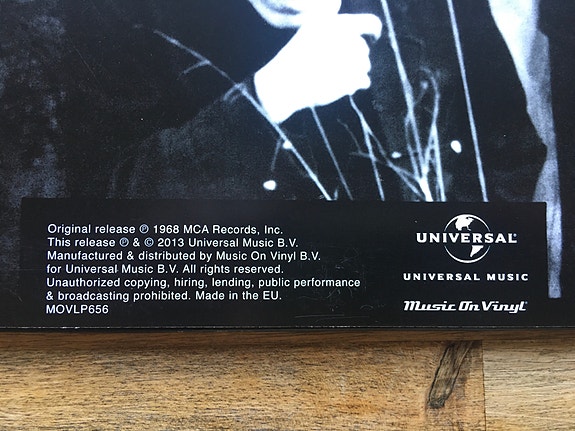 Original release ℗ 1968 MCA Records, Inc.
This release ℗ & © 2013 Universal Music B.V.
Manufactured & distributed by Music On Vinyl B.V.
for Universal Music B.V. All rights reserved.
Unauthorized copying, hiring, lending, public performance
& broadcasting prohibited. Made in the EU.
MOVLP656
UNIVERSAL
UNIVERSAL MUSIC
Music On Vinyl